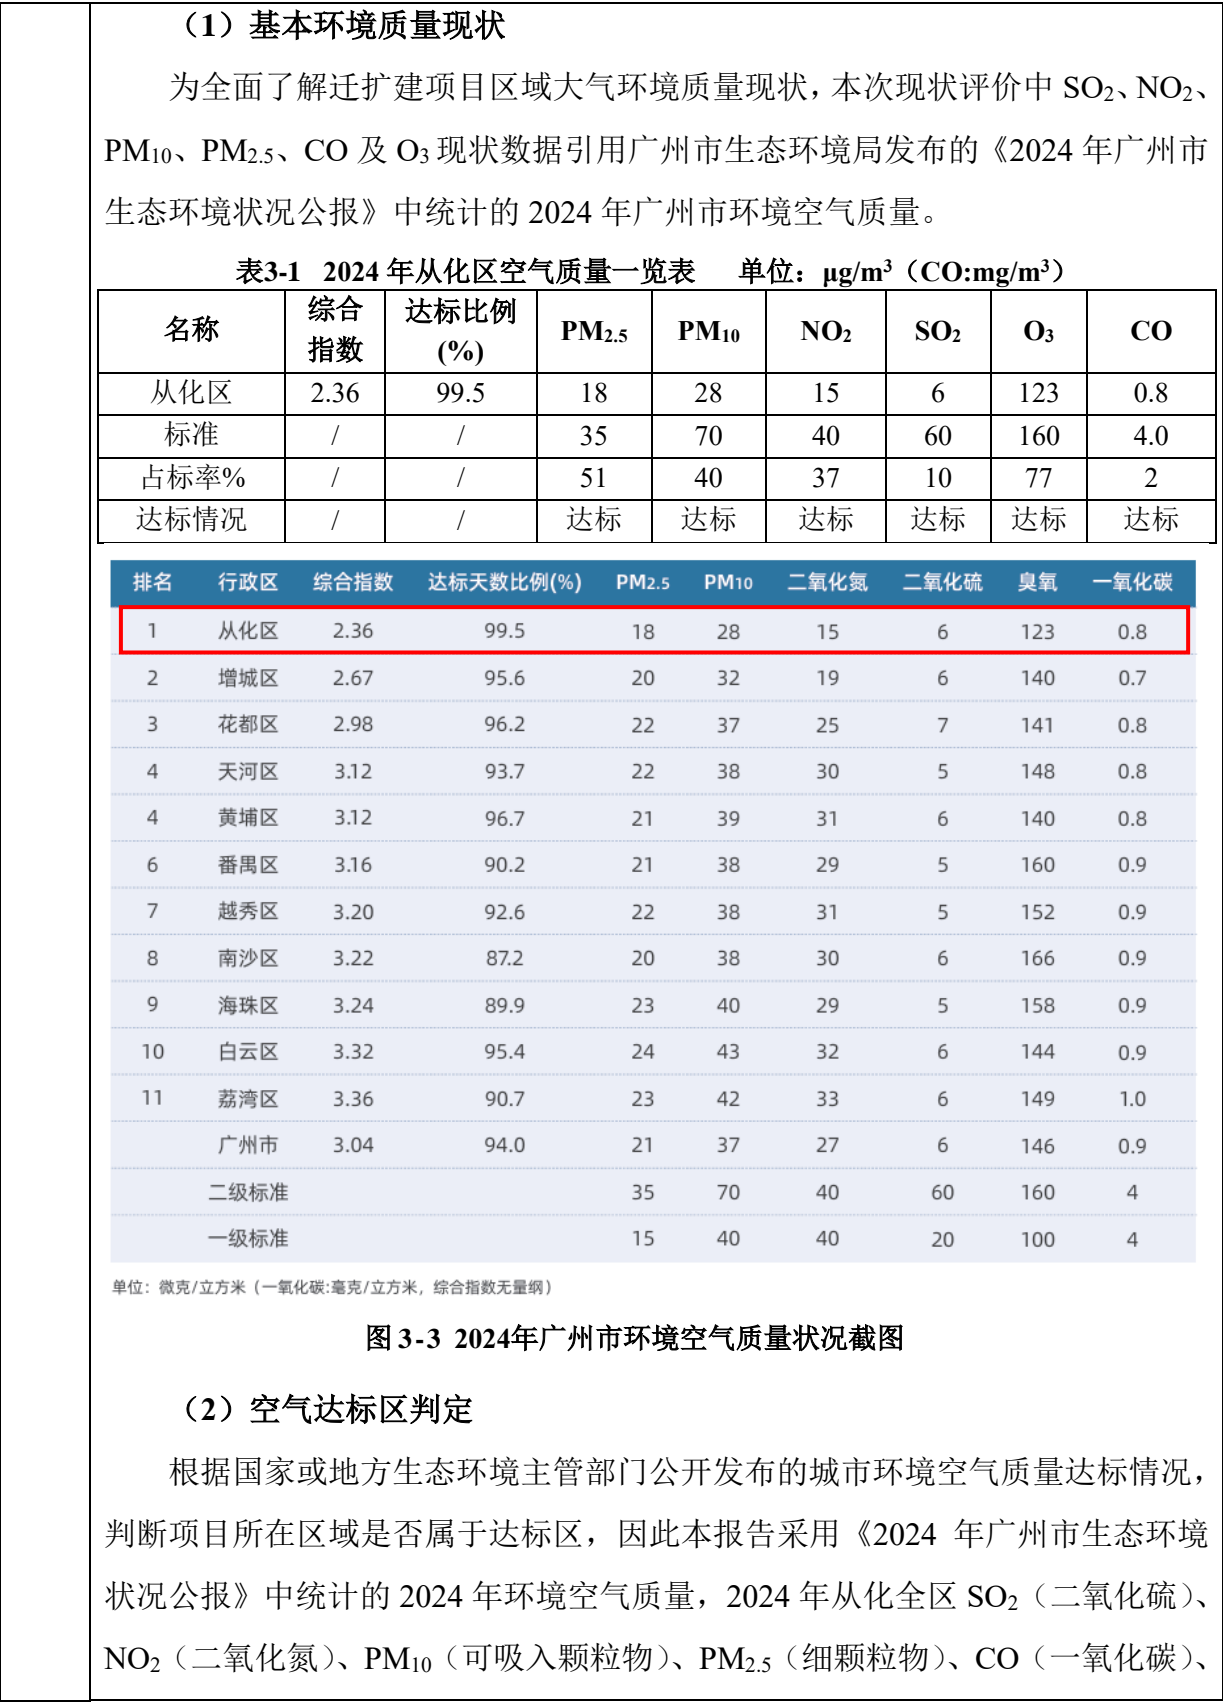 （1）基本环境质量现状
为全面了解迁扩建项目区域大气环境质量现状，本次现状评价中 SO₂、NO₂、
PM₁₀、PM₂.₅、CO 及 O₃ 现状数据引用广州市生态环境局发布的《2024 年广州市
生态环境状况公报》中统计的 2024 年广州市环境空气质量。
表3-1 2024 年从化区空气质量一览表 单位：μg/m³（CO:mg/m³）
名称 综合指数 达标比例(%) PM₂.₅ PM₁₀ NO₂ SO₂ O₃ CO
从化区 2.36 99.5 18 28 15 6 123 0.8
标准 / / 35 70 40 60 160 4.0
占标率% / / 51 40 37 10 77 2
达标情况 / / 达标 达标 达标 达标 达标 达标
排名 行政区 综合指数 达标天数比例(%) PM2.5 PM10 二氧化氮 二氧化硫 臭氧 一氧化碳
1 从化区 2.36 99.5 18 28 15 6 123 0.8
2 增城区 2.67 95.6 20 32 19 6 140 0.7
3 花都区 2.98 96.2 22 37 25 7 141 0.8
4 天河区 3.12 93.7 22 38 30 5 148 0.8
4 黄埔区 3.12 96.7 21 39 31 6 140 0.8
6 番禺区 3.16 90.2 21 38 29 5 160 0.9
7 越秀区 3.20 92.6 22 38 31 5 152 0.9
8 南沙区 3.22 87.2 20 38 30 6 166 0.9
9 海珠区 3.24 89.9 23 40 29 5 158 0.9
10 白云区 3.32 95.4 24 43 32 6 144 0.9
11 荔湾区 3.36 90.7 23 42 33 6 149 1.0
广州市 3.04 94.0 21 37 27 6 146 0.9
二级标准 35 70 40 60 160 4
一级标准 15 40 40 20 100 4
单位：微克/立方米（一氧化碳:毫克/立方米，综合指数无量纲）
图 3-3 2024年广州市环境空气质量状况截图
（2）空气达标区判定
根据国家或地方生态环境主管部门公开发布的城市环境空气质量达标情况，
判断项目所在区域是否属于达标区，因此本报告采用《2024 年广州市生态环境
状况公报》中统计的 2024 年环境空气质量，2024 年从化全区 SO₂（二氧化硫）、
NO₂（二氧化氮）、PM₁₀（可吸入颗粒物）、PM₂.₅（细颗粒物）、CO（一氧化碳）、